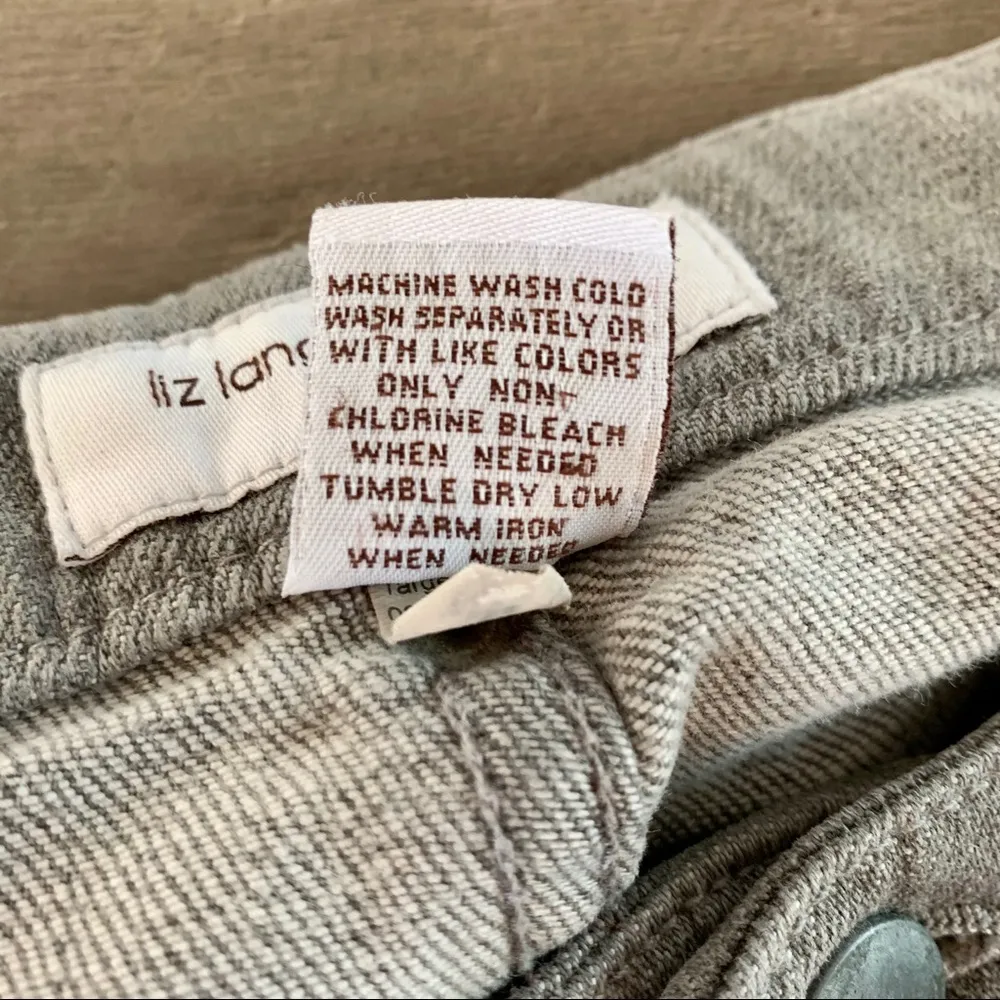 liz lang
MACHINE WASH COLD
WASH SEPARATELY OR
WITH LIKE COLORS
ONLY NON
CHLORINE BLEACH
WHEN NEEDED
TUMBLE DRY LOW
WARM IRON
WHEN NEEDED